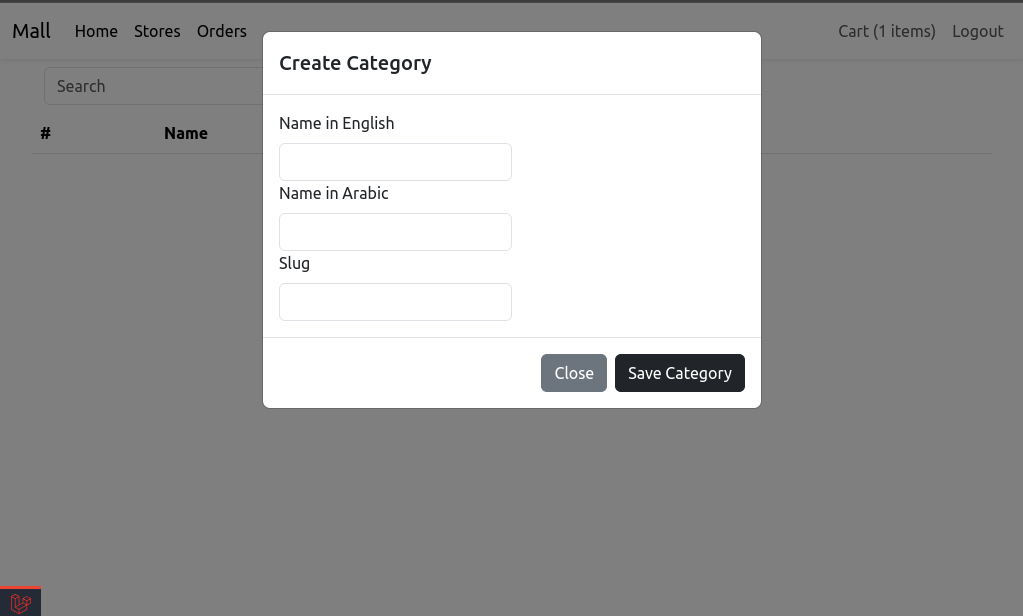 Mall Home Stores Orders Cart (1 items) Logout
Create Category
Search
# Name
Name in English
Name in Arabic
Slug
Close Save Category